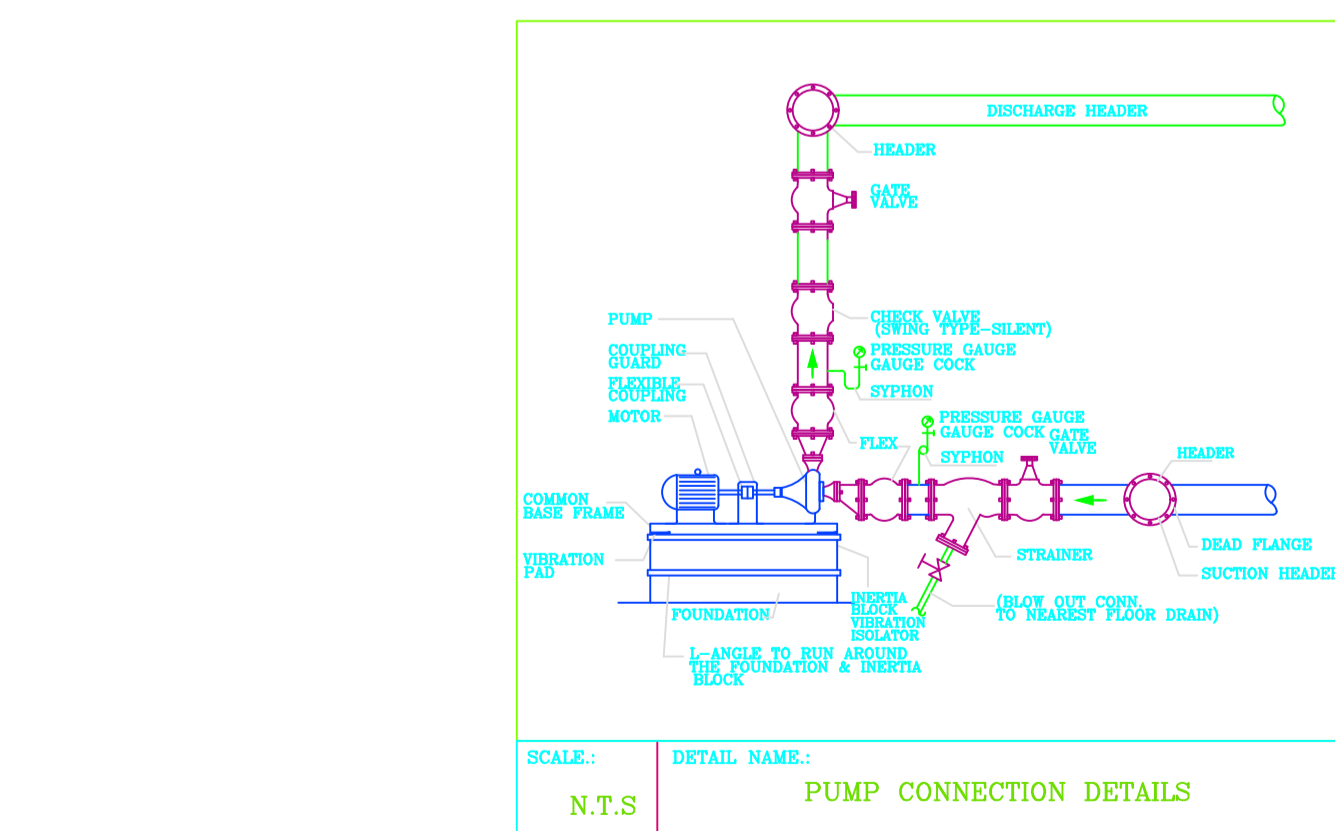 DISCHARGE HEADER
HEADER
GATE
VALVE
PUMP
CHECK VALVE
(SWING TYPE-SILENT)
COUPLING
GUARD
PRESSURE GAUGE
GAUGE COCK
FLEXIBLE
COUPLING
SYPHON
MOTOR
PRESSURE GAUGE
GAUGE COCK
GATE
VALVE
FLEX
SYPHON
HEADER
COMMON
BASE FRAME
DEAD FLANGE
STRAINER
VIBRATION
PAD
SUCTION HEADER
INERTIA
BLOCK
VIBRATION
ISOLATOR
(BLOW OUT CONN.
TO NEAREST FLOOR DRAIN)
FOUNDATION
L-ANGLE TO RUN AROUND
THE FOUNDATION & INERTIA
BLOCK
SCALE.:
N.T.S
DETAIL NAME.:
PUMP CONNECTION DETAILS